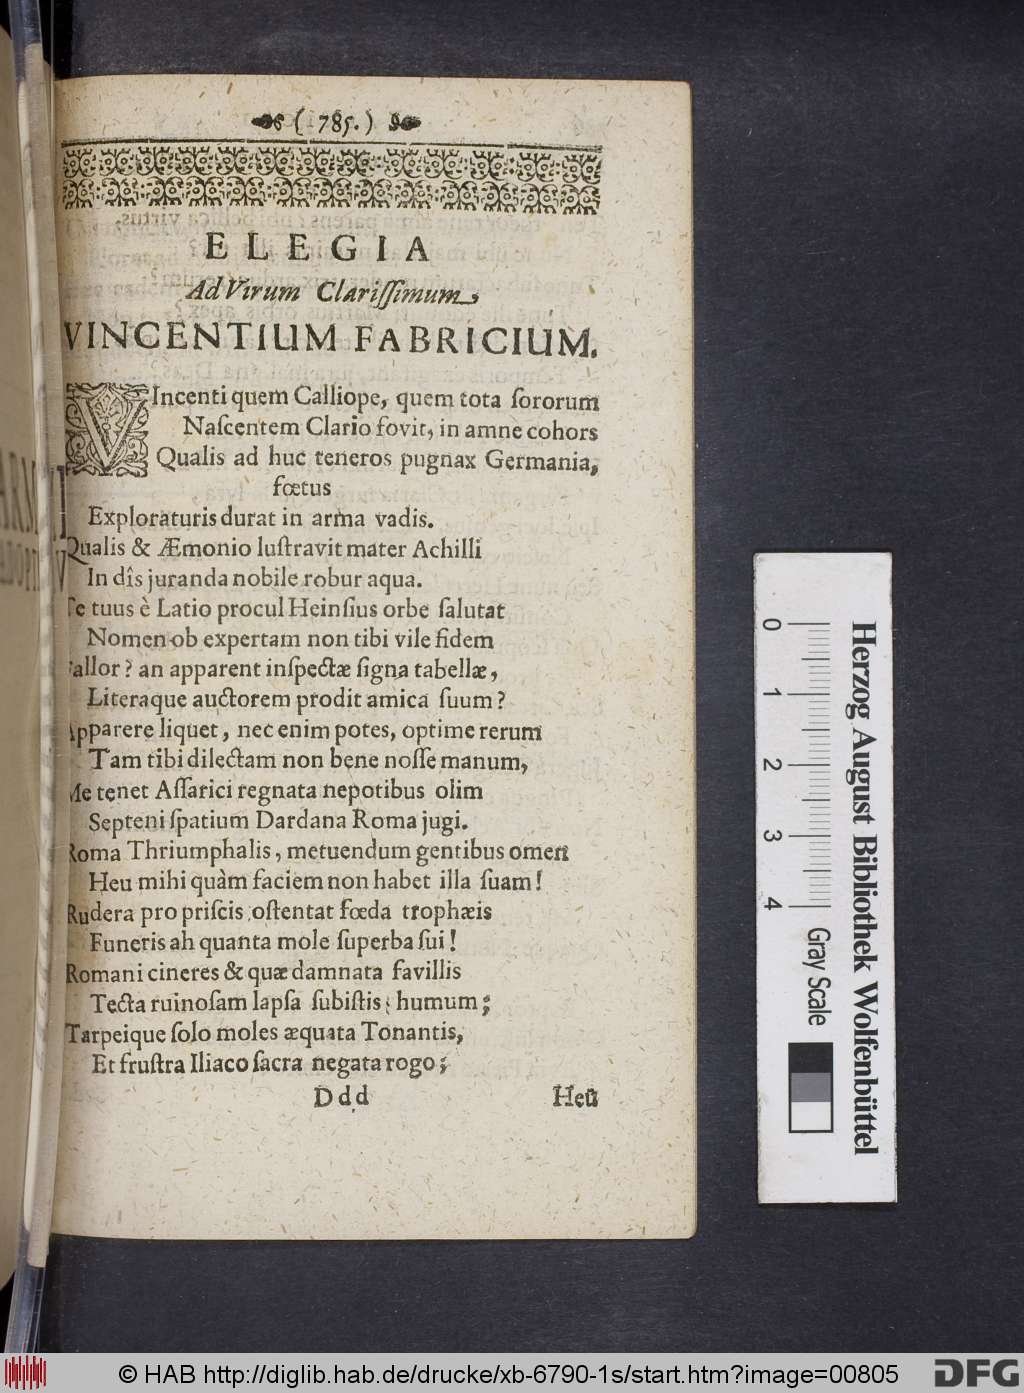 ( 785. )
ELEGIA
Ad Virum Clarissimum
VINCENTIUM FABRICIUM.
VIncenti quem Calliope, quem tota sororum
Nascentem Clario fovit, in amne cohors
Qualis ad huc teneros pugnax Germania,
fœtus
Exploraturis durat in arma vadis.
Qualis & Æmonio lustravit mater Achilli
In dîs juranda nobile robur aqua.
Te tuus è Latio procul Heinsius orbe salutat
Nomen ob expertam non tibi vile fidem
Fallor? an apparent inspectæ signa tabellæ,
Literaque auctorem prodit amica suum?
Apparere liquet, nec enim potes, optime rerum
Tam tibi dilectam non bene nosse manum,
Me tenet Assarici regnata nepotibus olim
Septeni spatium Dardana Roma jugi.
Roma Thriumphalis, metuendum gentibus omen
Heu mihi quàm faciem non habet illa suam!
Rudera pro priscis ostentat fœda trophæis
Funeris ah quanta mole superba sui!
Romani cineres & quæ damnata favillis
Tecta ruinosam lapsa subistis humum;
Tarpeique solo moles æquata Tonantis,
Et frustra Iliaco sacra negata rogo;
Ddd
Heu
0 1 2 3 4
Gray Scale
Herzog August Bibliothek Wolfenbüttel
© HAB http://diglib.hab.de/drucke/xb-6790-1s/start.htm?image=00805
DFG